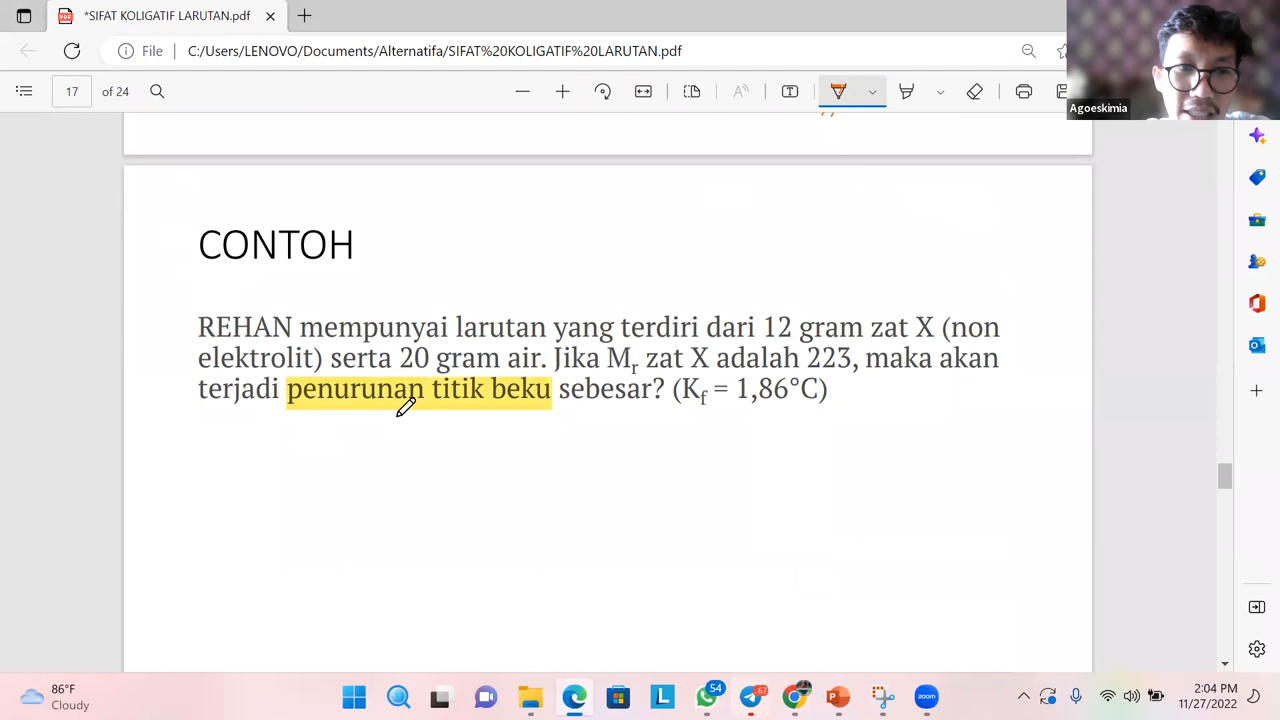 *SIFAT KOLIGATIF LARUTAN.pdf
File
C:/Users/LENOVO/Documents/Alternatifa/SIFAT%20KOLIGATIF%20LARUTAN.pdf
17 of 24
Agoeskimia
CONTOH
REHAN mempunyai larutan yang terdiri dari 12 gram zat X (non
elektrolit) serta 20 gram air. Jika Mr zat X adalah 223, maka akan
terjadi penurunan titik beku sebesar? (Kf = 1,86°C)
86°F
Cloudy
54
67
zoom
2:04 PM
11/27/2022